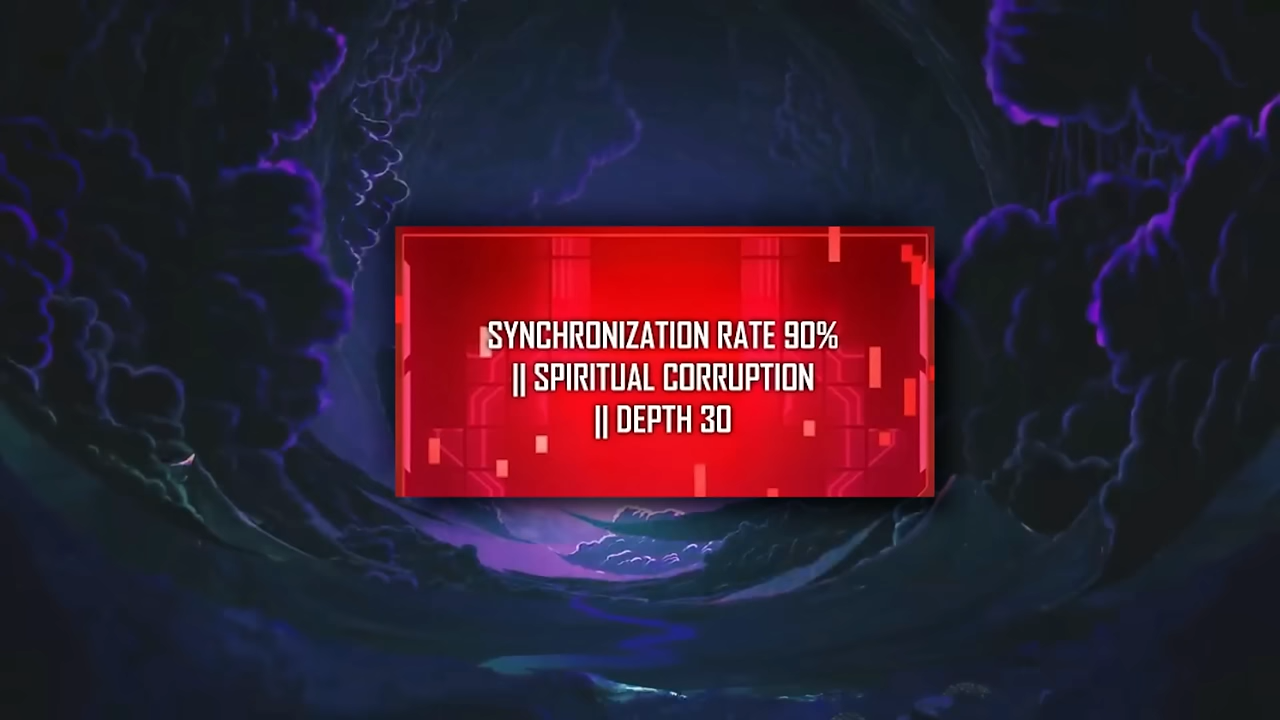 SYNCHRONIZATION RATE 90%
|| SPIRITUAL CORRUPTION
|| DEPTH 30